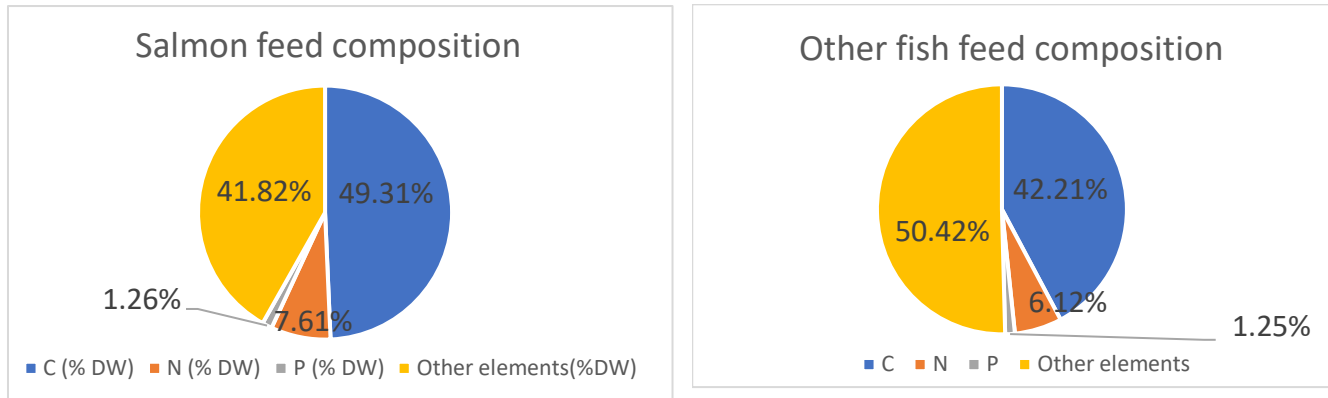 Salmon feed composition
41.82%
49.31%
1.26%
7.61%
C (% DW) N (% DW) P (% DW) Other elements(%DW)
Other fish feed composition
42.21%
50.42%
6.12%
1.25%
C N P Other elements